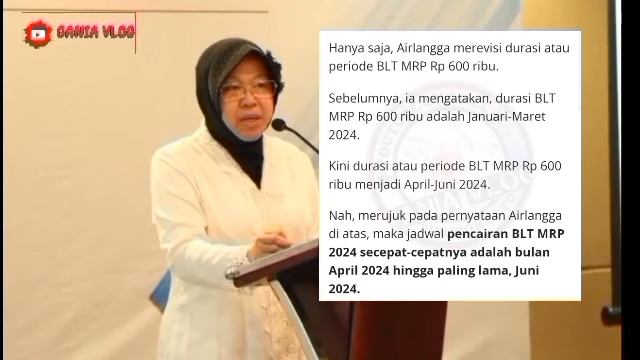 GANIA VLOG
Hanya saja, Airlangga merevisi durasi atau
periode BLT MRP Rp 600 ribu.
Sebelumnya, ia mengatakan, durasi BLT
MRP Rp 600 ribu adalah Januari-Maret
2024.
Kini durasi atau periode BLT MRP Rp 600
ribu menjadi April-Juni 2024.
Nah, merujuk pada pernyataan Airlangga
di atas, maka jadwal pencairan BLT MRP
2024 secepat-cepatnya adalah bulan
April 2024 hingga paling lama, Juni
2024.